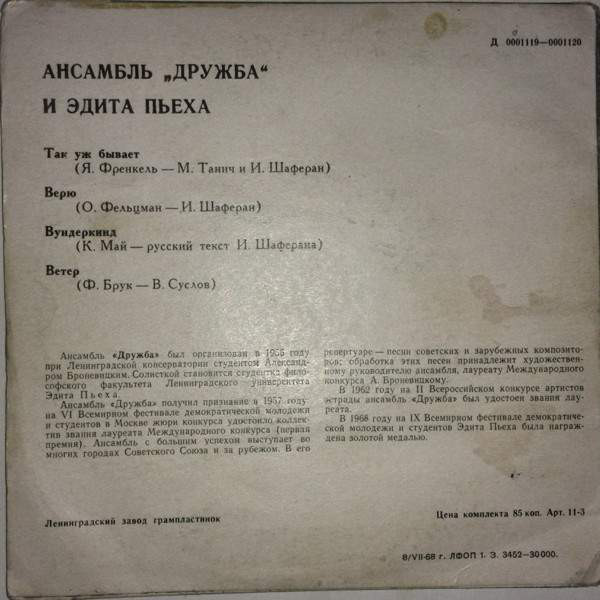 Д 0001119—0001120
АНСАМБЛЬ „ДРУЖБА“
И ЭДИТА ПЬЕХА
Так уж бывает
(Я. Френкель — М. Танич и И. Шаферан)
Верю
(О. Фельцман — И. Шаферан)
Вундеркинд
(К. Май — русский текст И. Шаферана)
Ветер
(Ф. Брук — В. Суслов)
Ансамбль «Дружба» был организован в 1955 году
при Ленинградской консерватории студентом Александ-
ром Броневицким. Солисткой становится студентка фило-
софского факультета Ленинградского университета
Эдита Пьеха.
Ансамбль «Дружба» получил признание в 1957 году
на VI Всемирном фестивале демократической молодежи
и студентов в Москве жюри конкурса удостоило коллек-
тив звания лауреата Международного конкурса (первая
премия). Ансамбль с большим успехом выступает во
многих городах Советского Союза и за рубежом. В его
репертуаре — песни советских и зарубежных композито-
ров; обработка этих песен принадлежит художествен-
ному руководителю ансамбля, лауреату Международного
конкурса А. Броневицкому.
В 1962 году на II Всероссийском конкурсе артистов
эстрады ансамбль «Дружба» был удостоен звания лау-
реата.
В 1968 году на IX Всемирном фестивале демократиче-
ской молодежи и студентов Эдита Пьеха была награж-
дена золотой медалью.
Ленинградский завод грампластинок
Цена комплекта 85 коп. Арт. 11-3
8/VII-68 г. ЛФОП 1. З. 3452—30000.